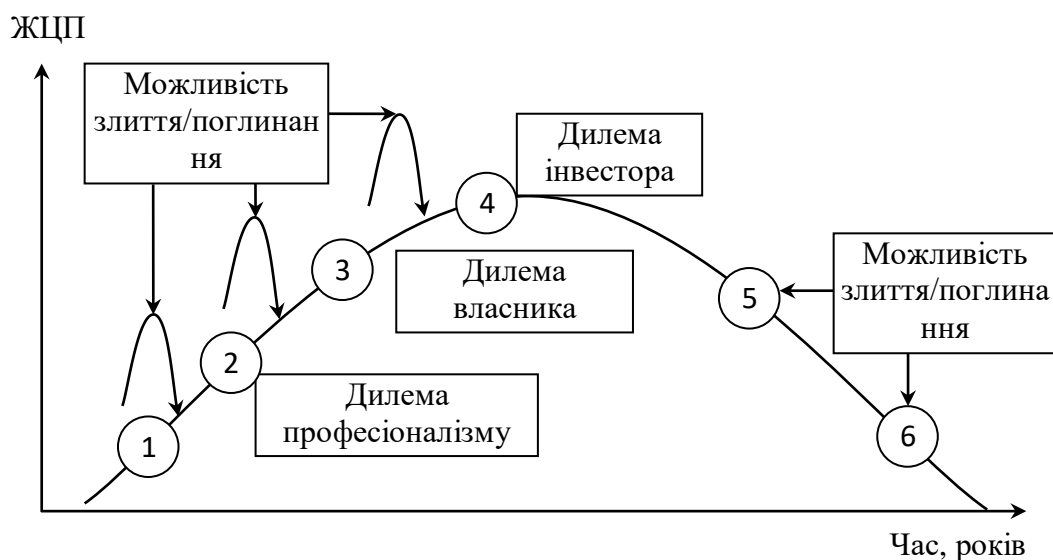 ЖЦП
Можливість
злиття/поглинан
ня
Дилема
інвестора
4
3
Дилема
власника
Можливість
злиття/поглина
ння
5
2
Дилема
професіоналізму
1
6
Час, років